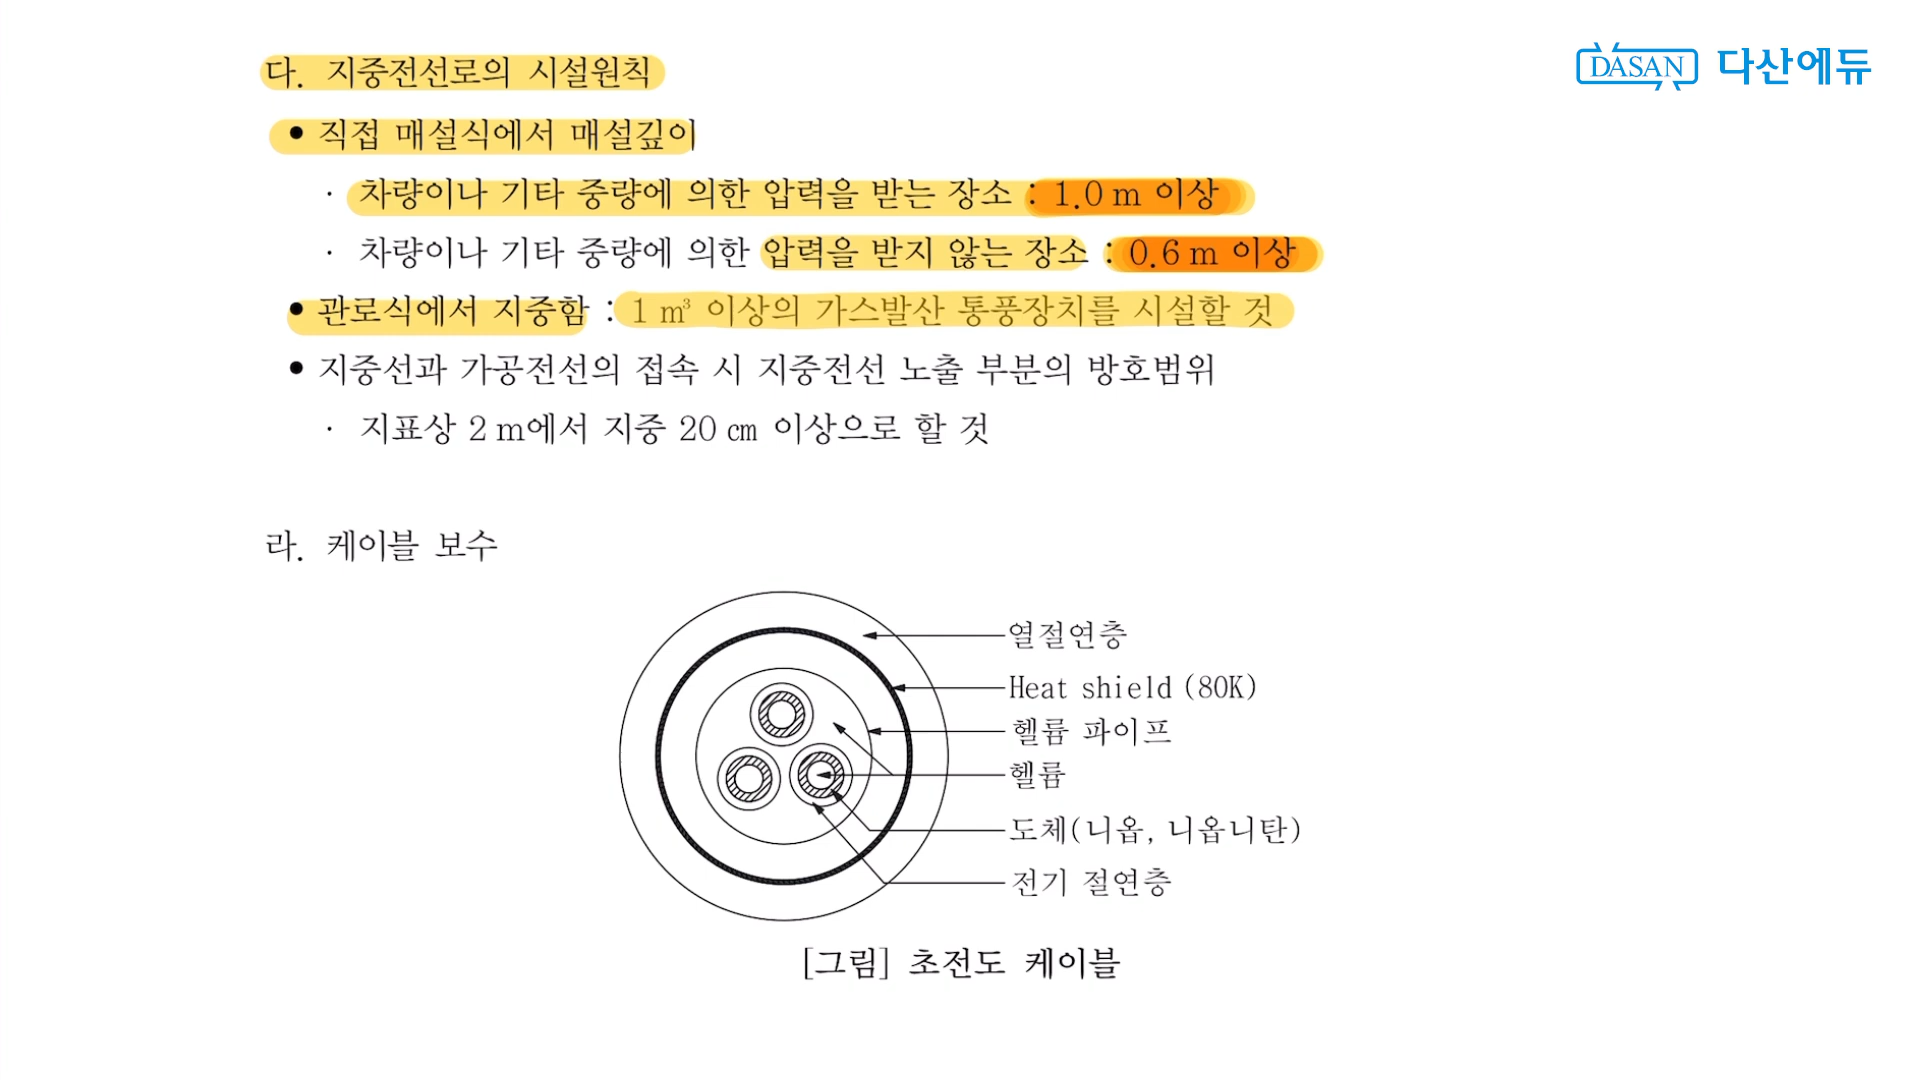 DASAN 다산에듀
다. 지중전선로의 시설원칙
● 직접 매설식에서 매설깊이
· 차량이나 기타 중량에 의한 압력을 받는 장소 : 1.0 m 이상
· 차량이나 기타 중량에 의한 압력을 받지 않는 장소 : 0.6 m 이상
● 관로식에서 지중함 : 1 ㎥ 이상의 가스발산 통풍장치를 시설할 것
● 지중선과 가공전선의 접속 시 지중전선 노출 부분의 방호범위
· 지표상 2 m에서 지중 20 ㎝ 이상으로 할 것
라. 케이블 보수
열절연층
Heat shield (80K)
헬륨 파이프
헬륨
도체(니옵, 니옵니탄)
전기 절연층
[그림] 초전도 케이블